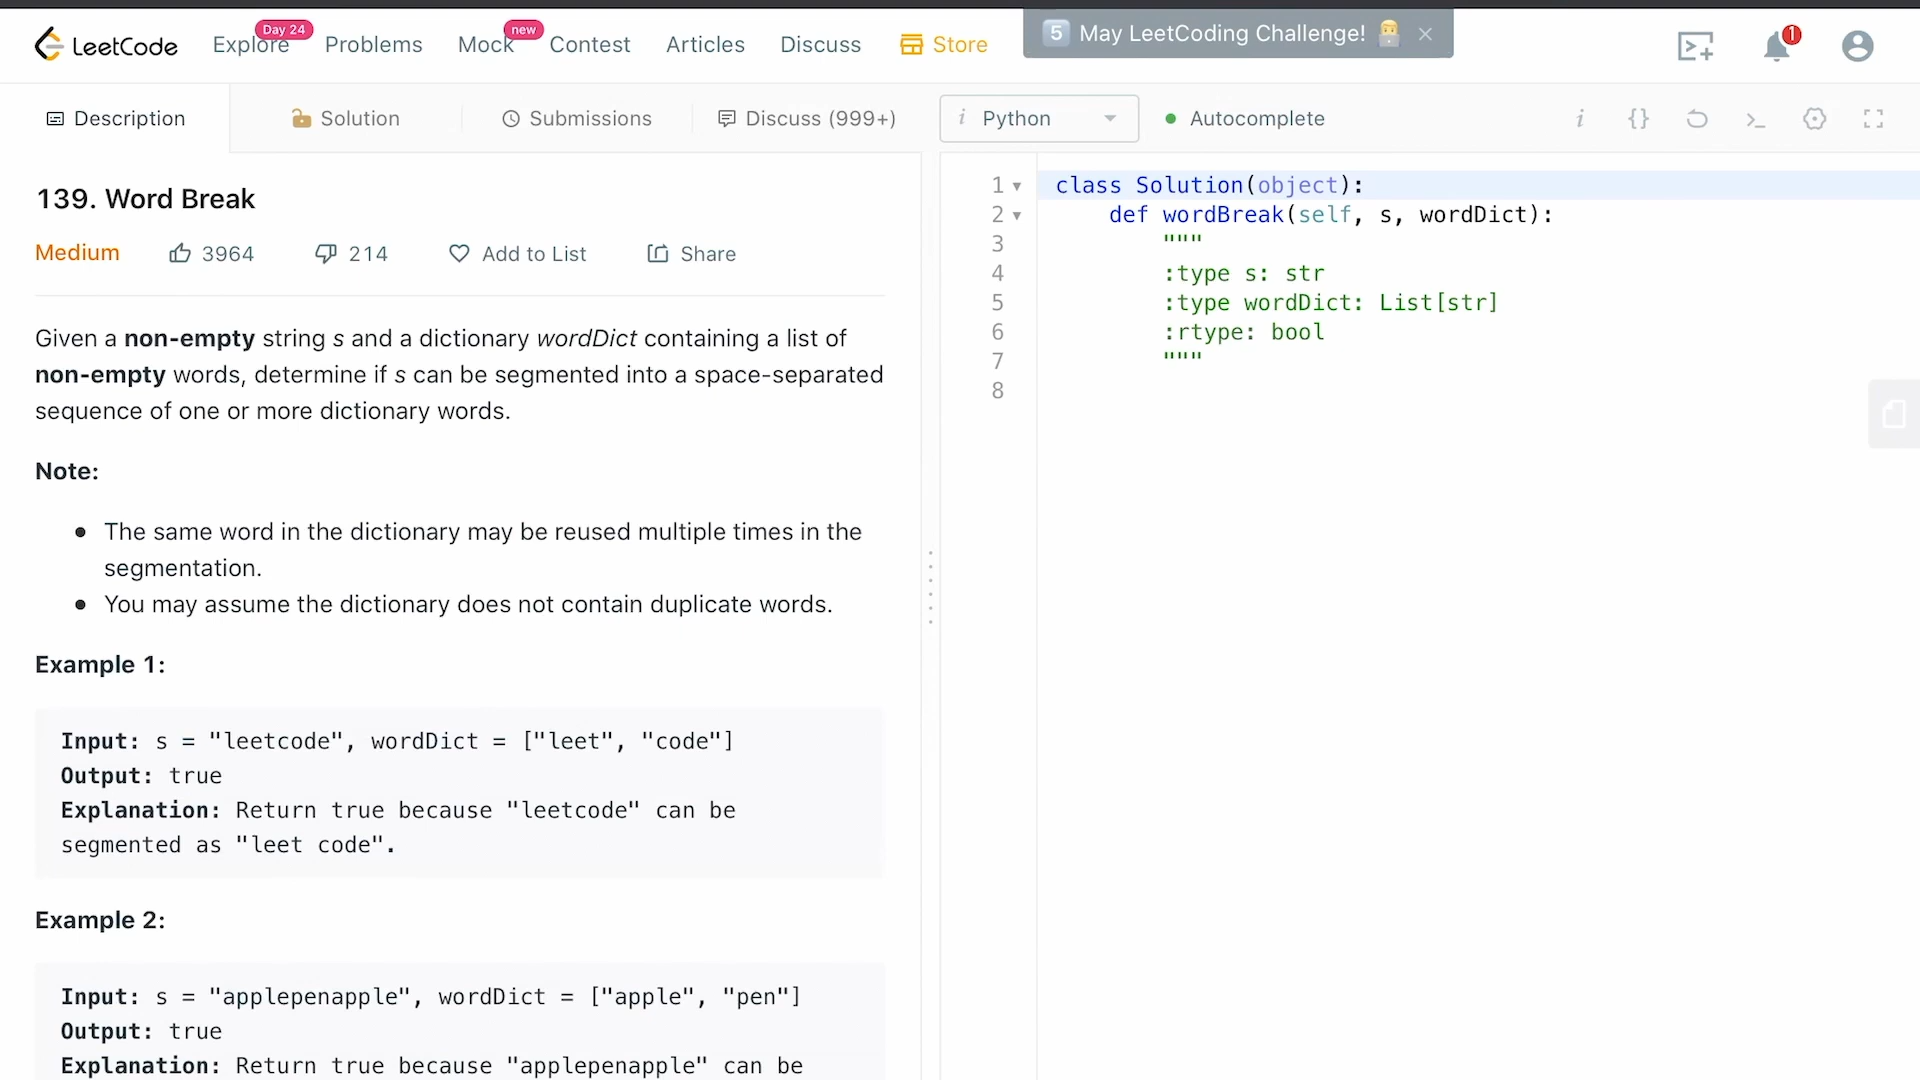 LeetCode
Explore Day 24 Problems Mock new Contest Articles Discuss Store
5 May LeetCoding Challenge! ×
1
Description Solution Submissions Discuss (999+)
i Python Autocomplete i {} >_
139. Word Break
Medium 3964 214 Add to List Share
Given a non-empty string s and a dictionary wordDict containing a list of
non-empty words, determine if s can be segmented into a space-separated
sequence of one or more dictionary words.
Note:
• The same word in the dictionary may be reused multiple times in the
segmentation.
• You may assume the dictionary does not contain duplicate words.
Example 1:
Input: s = "leetcode", wordDict = ["leet", "code"]
Output: true
Explanation: Return true because "leetcode" can be
segmented as "leet code".
Example 2:
Input: s = "applepenapple", wordDict = ["apple", "pen"]
Output: true
Explanation: Return true because "applepenapple" can be
1 class Solution(object):
2 def wordBreak(self, s, wordDict):
3 """
4 :type s: str
5 :type wordDict: List[str]
6 :rtype: bool
7 """
8